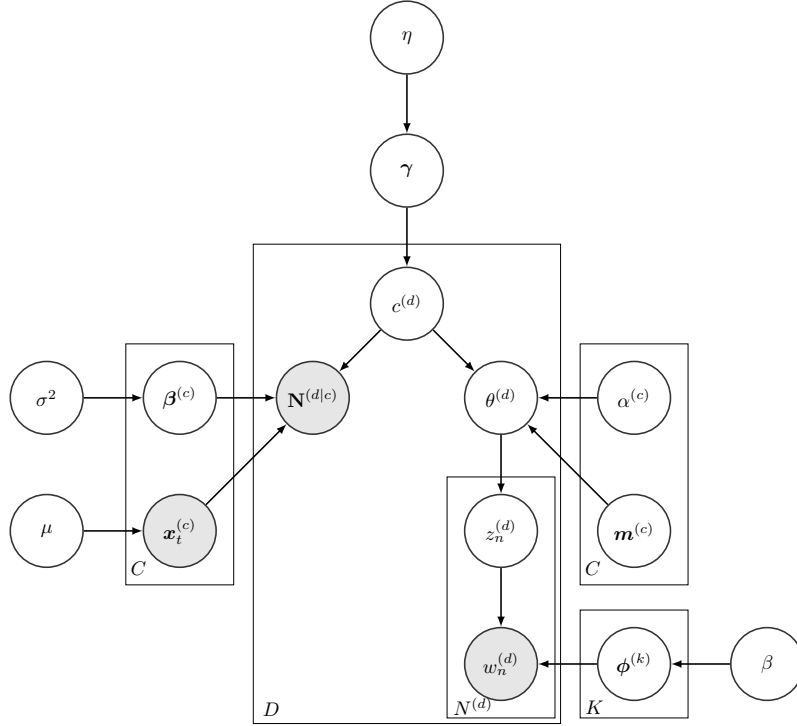 η
γ
c^{(d)}
σ² β^{(c)} N^{(d|c)} θ^{(d)} α^{(c)}
μ x_t^{(c)} z_n^{(d)} m^{(c)}
C C
w_n^{(d)} φ^{(k)} β
D N^{(d)} K